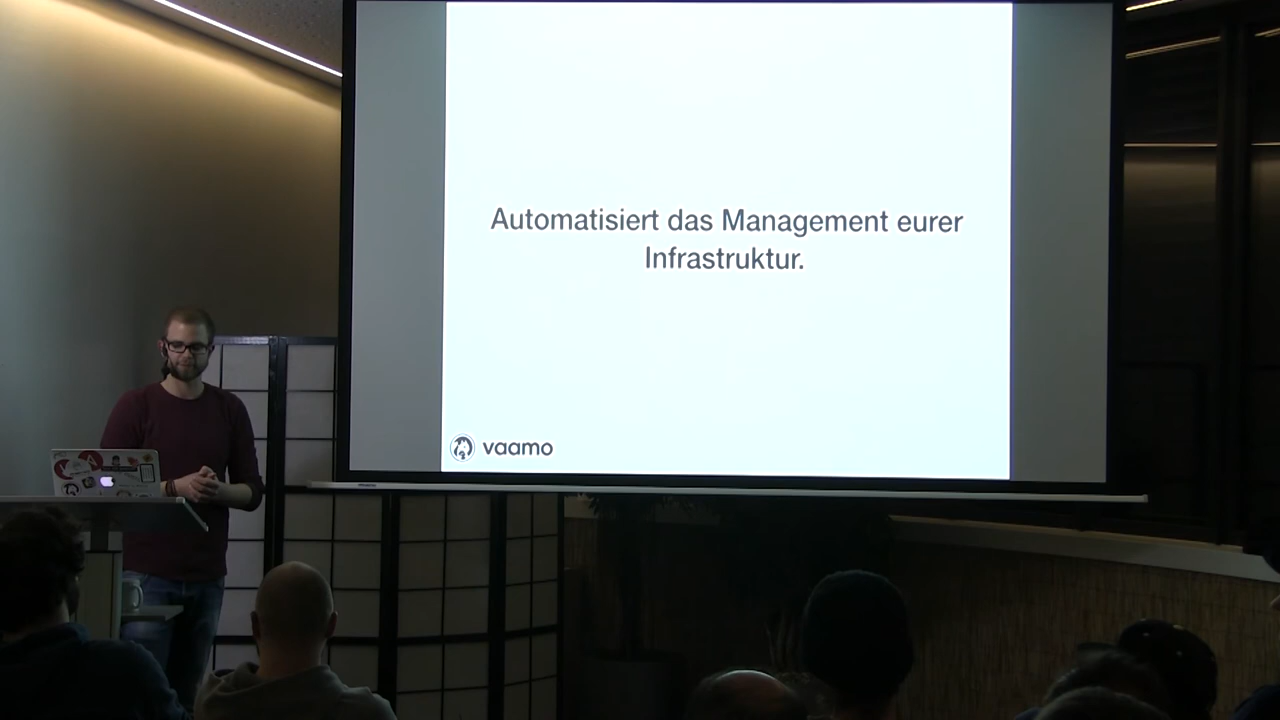 Automatisiert das Management eurer
Infrastruktur.
vaamo